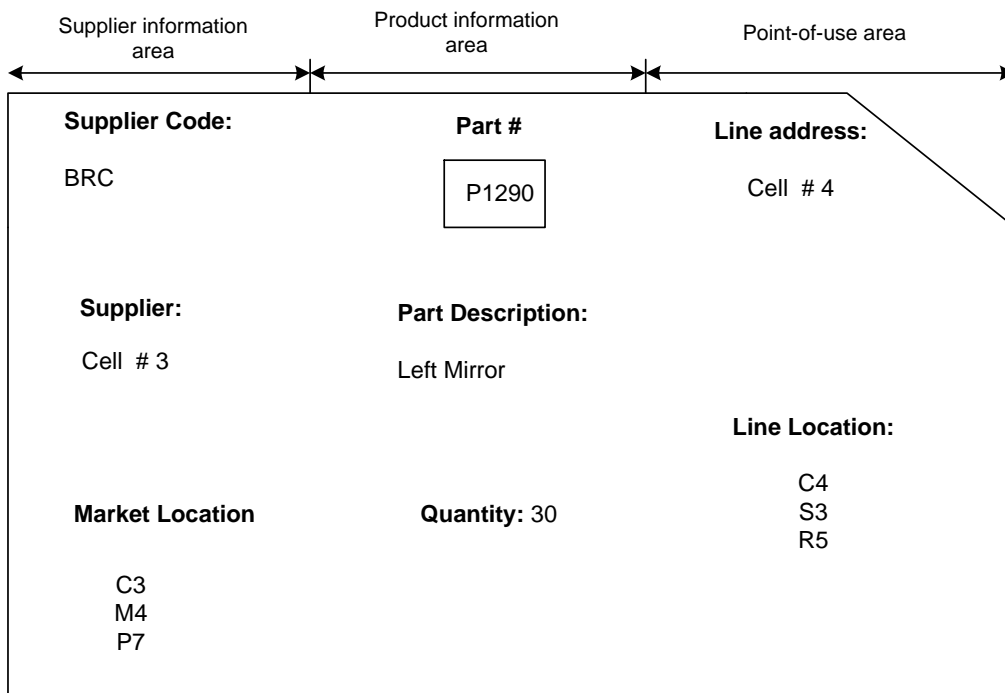 Supplier information
area
Product information
area
Point-of-use area
Supplier Code:
BRC
Part #
P1290
Line address:
Cell # 4
Supplier:
Cell # 3
Part Description:
Left Mirror
Line Location:
C4
S3
R5
Market Location
C3
M4
P7
Quantity: 30